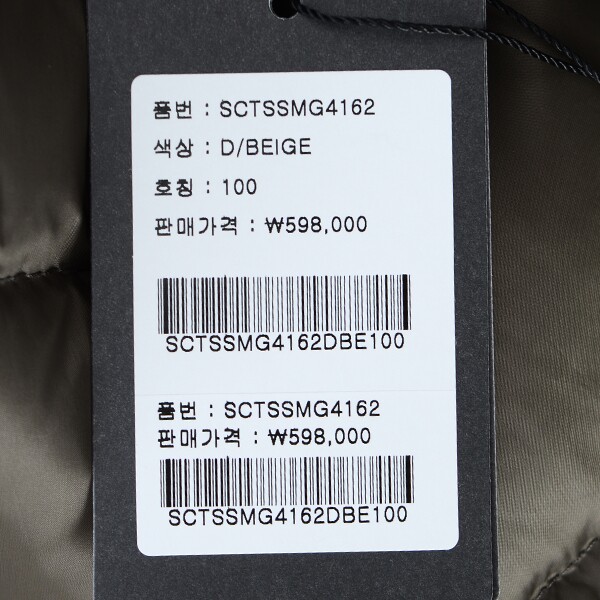 품번 : SCTSSMG4162
색상 : D/BEIGE
호칭 : 100
판매가격 : ₩598,000
SCTSSMG4162DBE100
품번 : SCTSSMG4162
판매가격 : ₩598,000
SCTSSMG4162DBE100